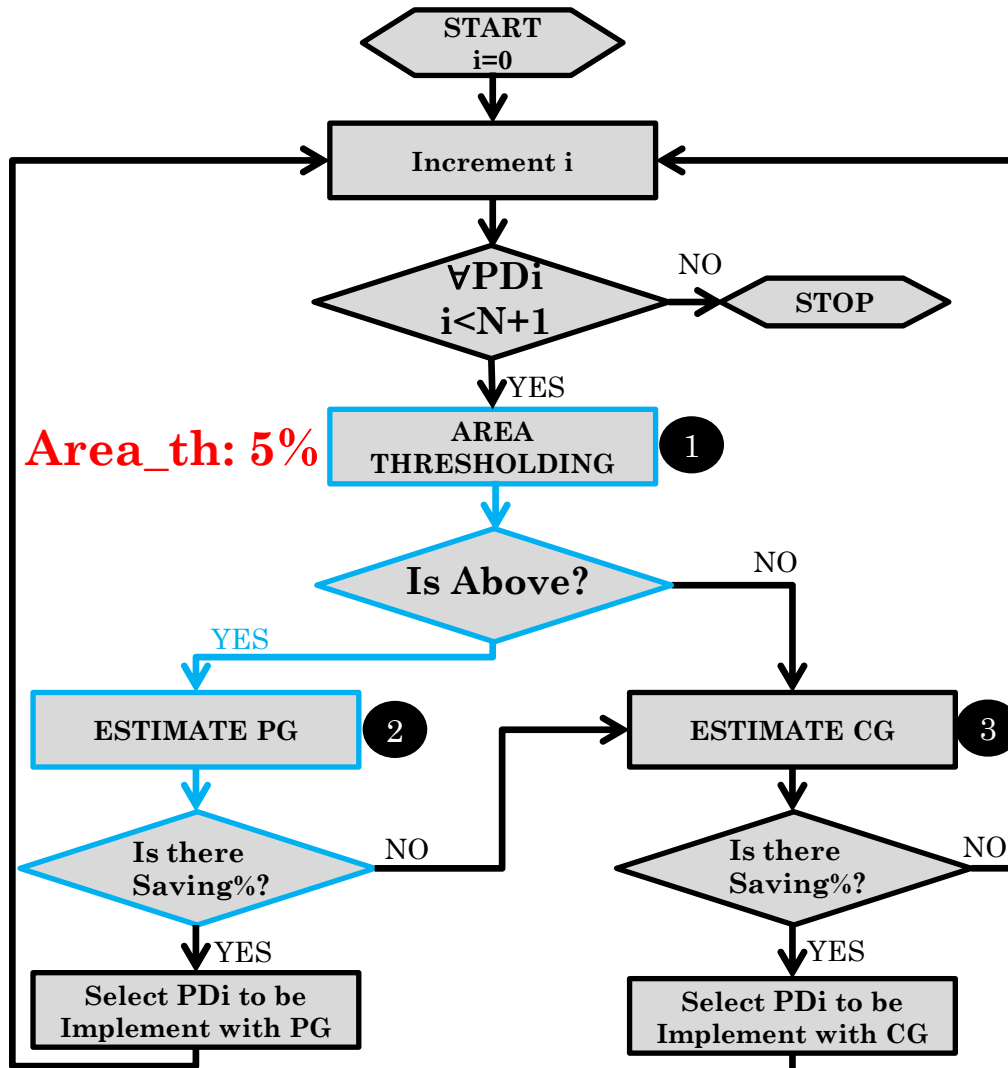 START
i=0
Increment i
∀PDi
i<N+1
NO
STOP
YES
Area_th: 5%
AREA
THRESHOLDING
1
Is Above?
NO
YES
ESTIMATE PG
2
ESTIMATE CG
3
Is there
Saving%?
NO
Is there
Saving%?
NO
YES
YES
Select PDi to be
Implement with PG
Select PDi to be
Implement with CG